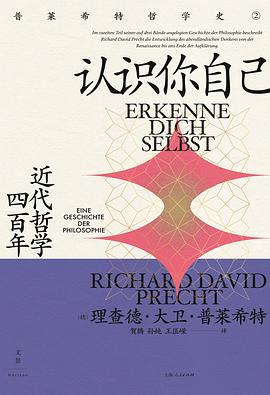 普莱希特哲学史②
Im zweiten Teil seiner auf drei Bände angelegten Geschichte der Philosophie beschreibt
Richard David Precht die Entwicklung des abendländischen Denkens von der
Renaissance bis ans Ende der Aufklärung.
认识你自己
ERKENNE
DICH
SELBST
近代哲学
四百年
EINE
GESCHICHTE
DER
PHILOSOPHIE
RICHARD DAVID
PRECHT
[德] 理查德·大卫·普莱希特
贺腾 孙纯 王匡嵘 译
文景
Horizon
上海人民出版社